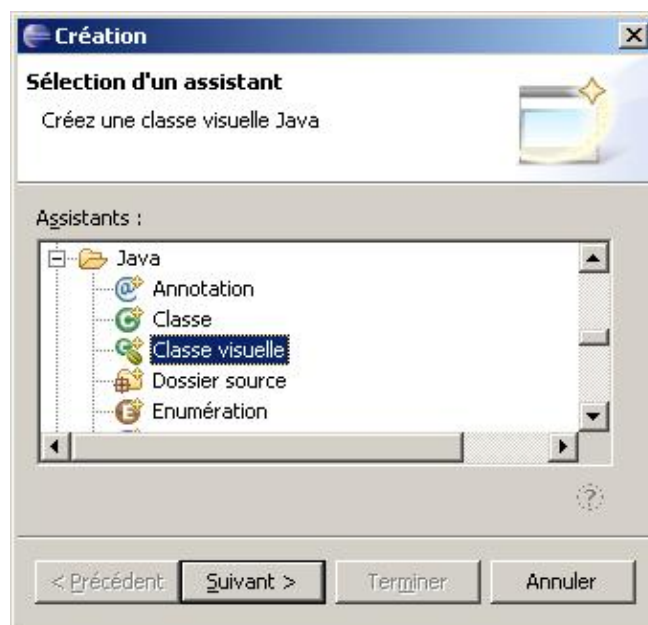 Création
Sélection d'un assistant
Créez une classe visuelle Java
Assistants :
Java
Annotation
Classe
Classe visuelle
Dossier source
Enumération
< Précédent Suivant > Terminer Annuler